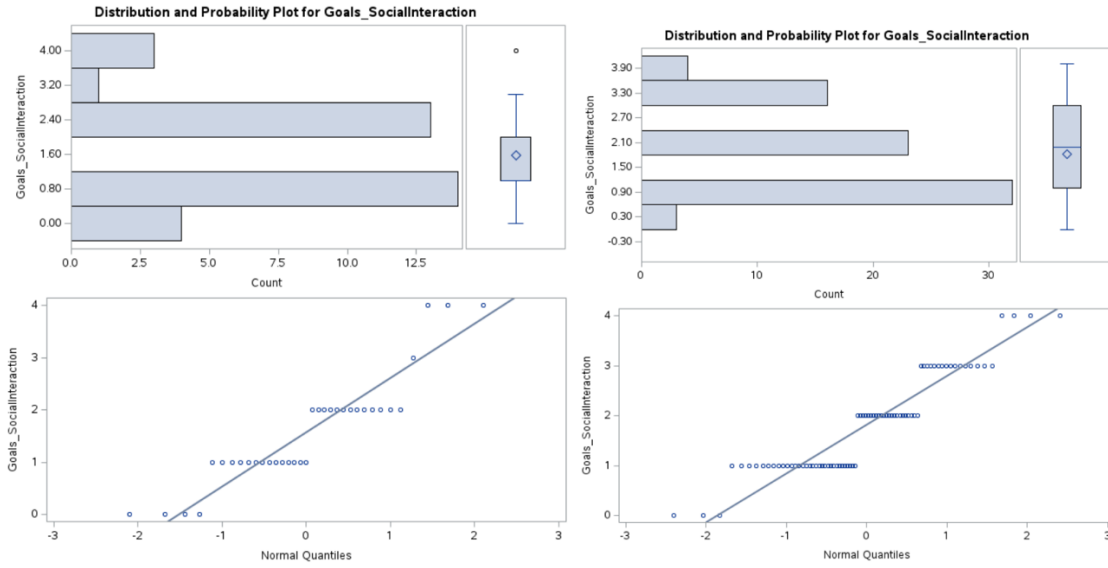 Distribution and Probability Plot for Goals_SocialInteraction
4.00
3.20
2.40
1.60
0.80
0.00
Goals_SocialInteraction
0.0 2.5 5.0 7.5 10.0 12.5
Count
4
3
2
1
0
Goals_SocialInteraction
-3 -2 -1 0 1 2 3
Normal Quantiles
Distribution and Probability Plot for Goals_SocialInteraction
3.90
3.30
2.70
2.10
1.50
0.90
0.30
-0.30
Goals_SocialInteraction
0 10 20 30
Count
4
3
2
1
0
Goals_SocialInteraction
-3 -2 -1 0 1 2 3
Normal Quantiles